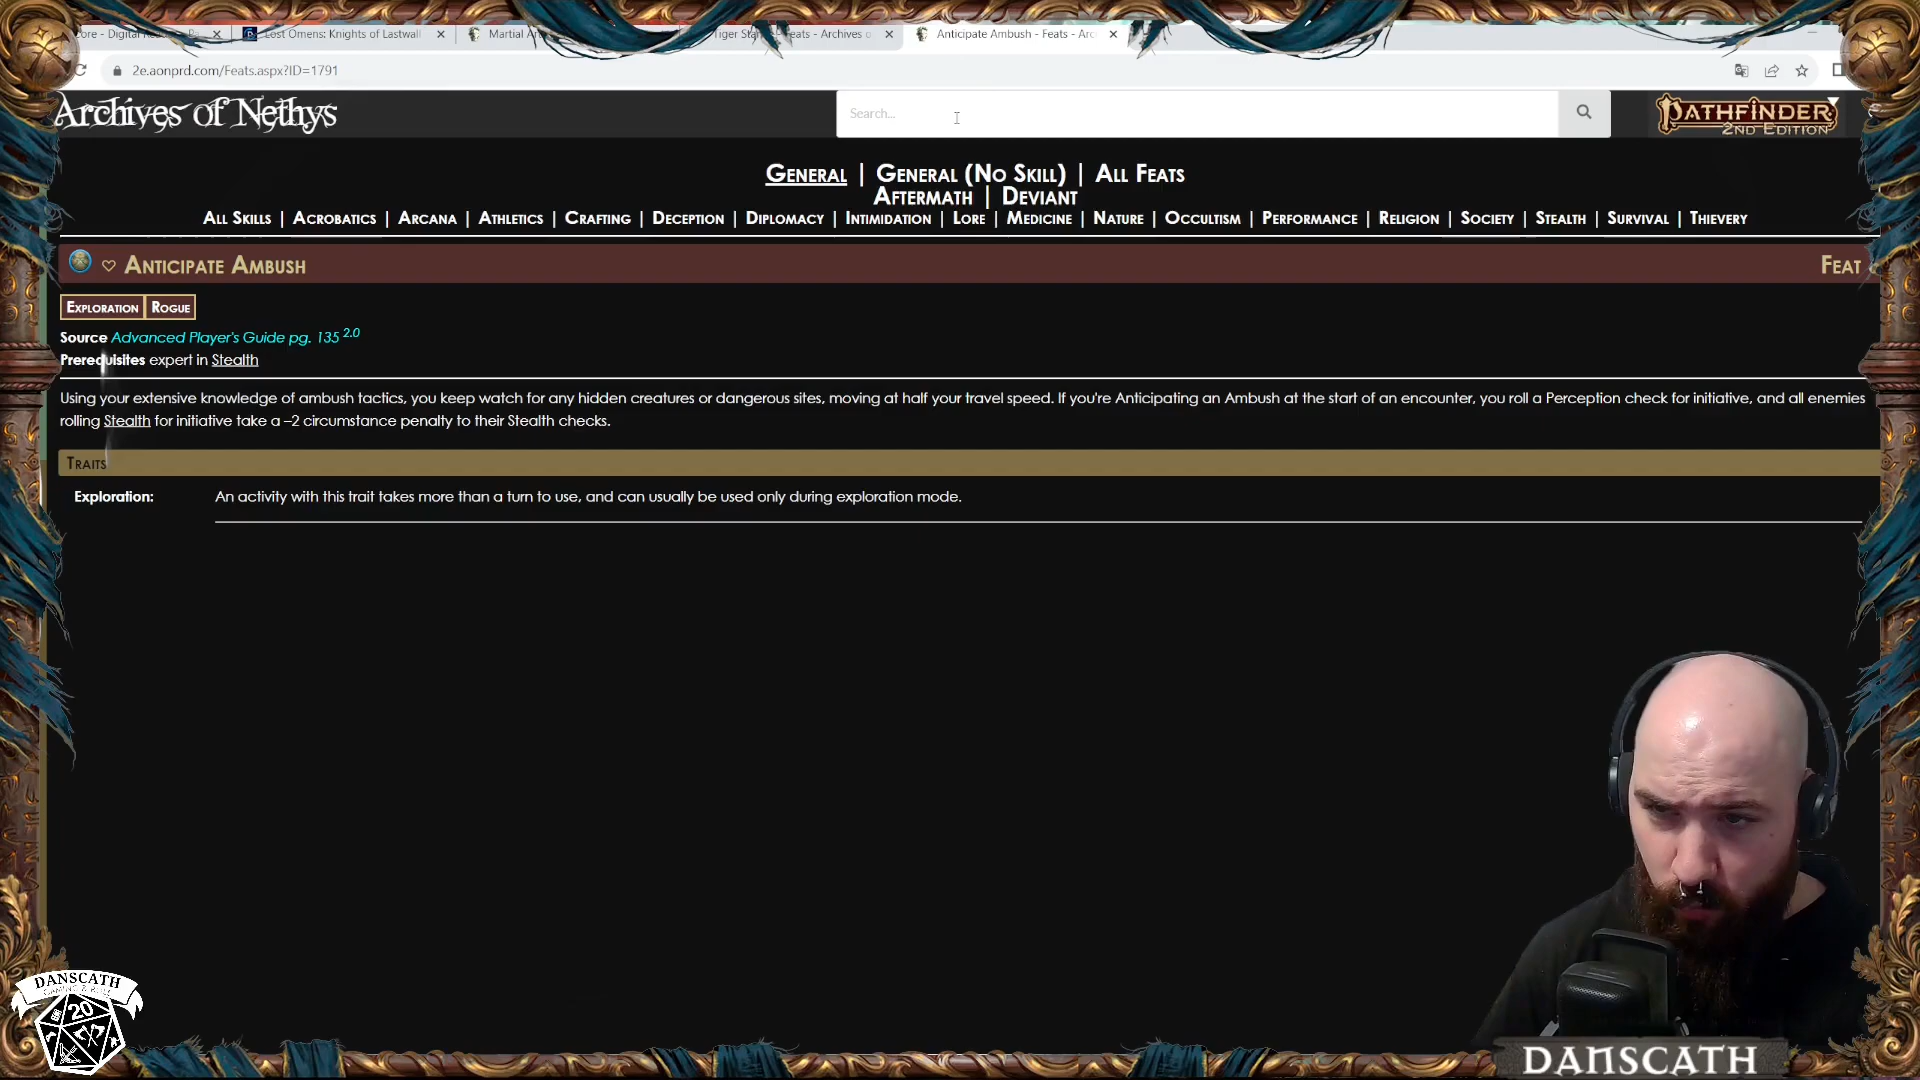 Core - Digital
Lost Omens: Knights of Lastwall
Martial
Tiger
Feats - Archives
Anticipate Ambush - Feats - Arc
2e.aonprd.com/Feats.aspx?ID=1791
Archives of Nethys
Search...
PATHFINDER
2ND EDITION
General | General (No Skill) | All Feats
Aftermath | Deviant
All Skills | Acrobatics | Arcana | Athletics | Crafting | Deception | Diplomacy | Intimidation | Lore | Medicine | Nature | Occultism | Performance | Religion | Society | Stealth | Survival | Thievery
Anticipate Ambush
Feat
Exploration Rogue
Source Advanced Player's Guide pg. 135 2.0
Prerequisites expert in Stealth
Using your extensive knowledge of ambush tactics, you keep watch for any hidden creatures or dangerous sites, moving at half your travel speed. If you're Anticipating an Ambush at the start of an encounter, you roll a Perception check for initiative, and all enemies
rolling Stealth for initiative take a –2 circumstance penalty to their Stealth checks.
Traits
Exploration: An activity with this trait takes more than a turn to use, and can usually be used only during exploration mode.
DANSCATH
20
DANSCATH